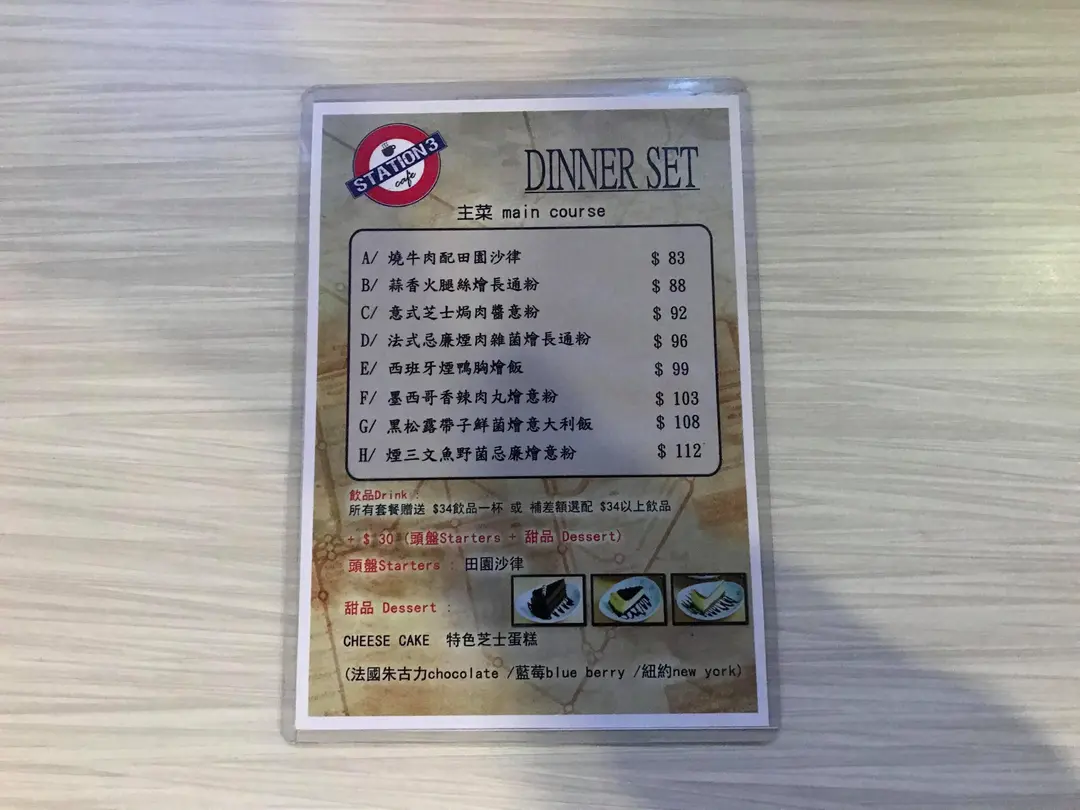 STATION3
cafe
DINNER SET
主菜 main course
A/ 燒牛肉配田園沙律 $ 83
B/ 蒜香火腿絲燴長通粉 $ 88
C/ 意式芝士焗肉醬意粉 $ 92
D/ 法式忌廉煙肉雜菌燴長通粉 $ 96
E/ 西班牙煙鴨胸燴飯 $ 99
F/ 墨西哥香辣肉丸燴意粉 $ 103
G/ 黑松露帶子鮮菌燴意大利飯 $ 108
H/ 煙三文魚野菌忌廉燴意粉 $ 112
飲品Drink :
所有套餐贈送 $34飲品一杯 或 補差額選配 $34以上飲品
+ $ 30 (頭盤Starters + 甜品 Dessert)
頭盤Starters : 田園沙律
甜品 Dessert :
CHEESE CAKE 特色芝士蛋糕
(法國朱古力chocolate /藍莓blue berry /紐約new york)